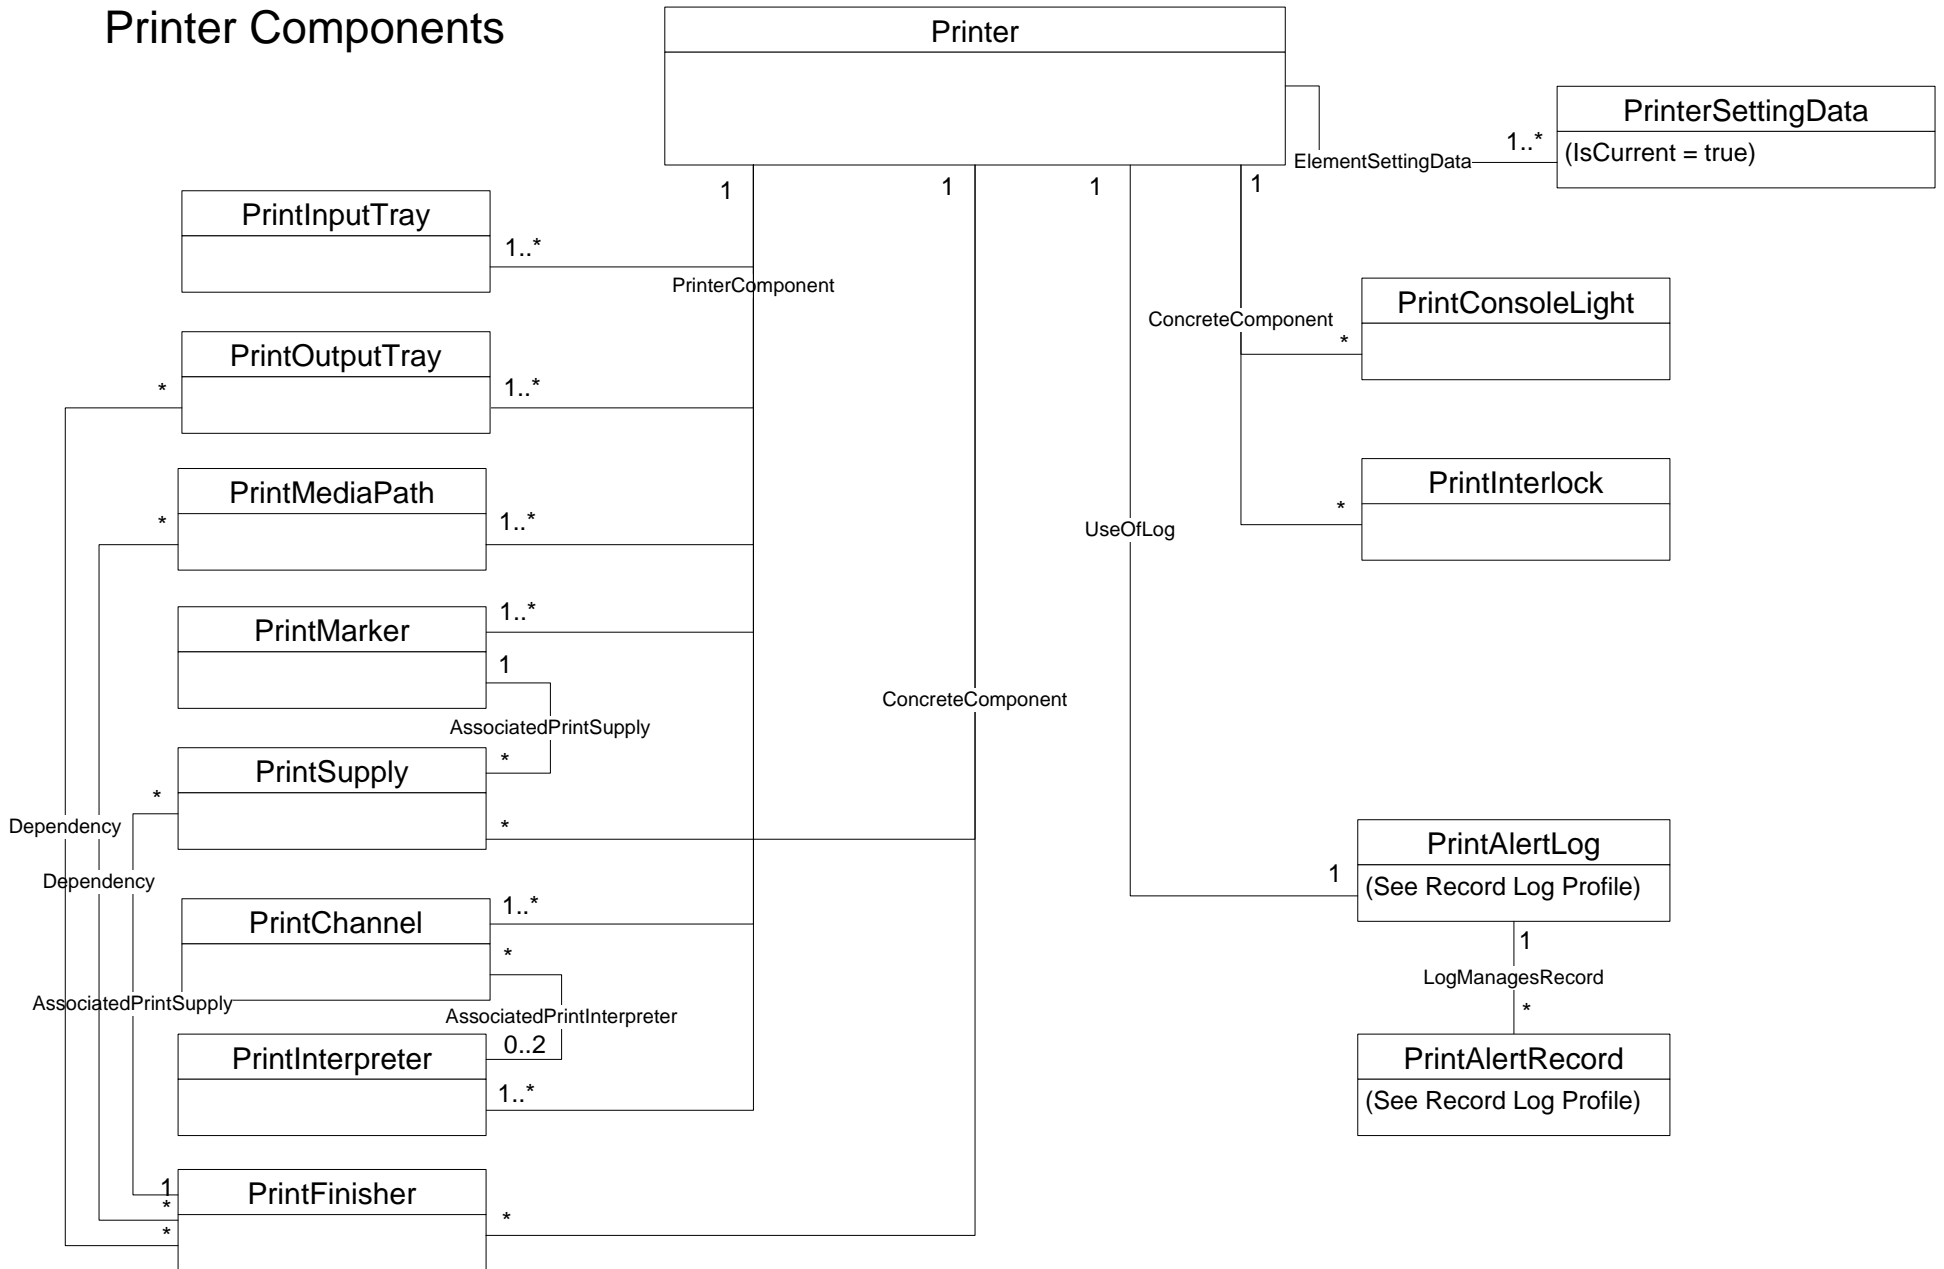 Printer Components
Printer
PrinterSettingData
(IsCurrent = true)
1..*
ElementSettingData
1
1
1
1
PrintInputTray
1..*
PrinterComponent
PrintConsoleLight
ConcreteComponent
*
PrintOutputTray
*
1..*
PrintMediaPath
*
1..*
PrintInterlock
*
UseOfLog
PrintMarker
1..*
1
ConcreteComponent
AssociatedPrintSupply
PrintSupply
*
*
*
Dependency
Dependency
PrintAlertLog
(See Record Log Profile)
1
1
LogManagesRecord
*
PrintChannel
1..*
*
AssociatedPrintSupply
AssociatedPrintInterpreter
PrintInterpreter
0..2
1..*
PrintAlertRecord
(See Record Log Profile)
PrintFinisher
1
*
*
*